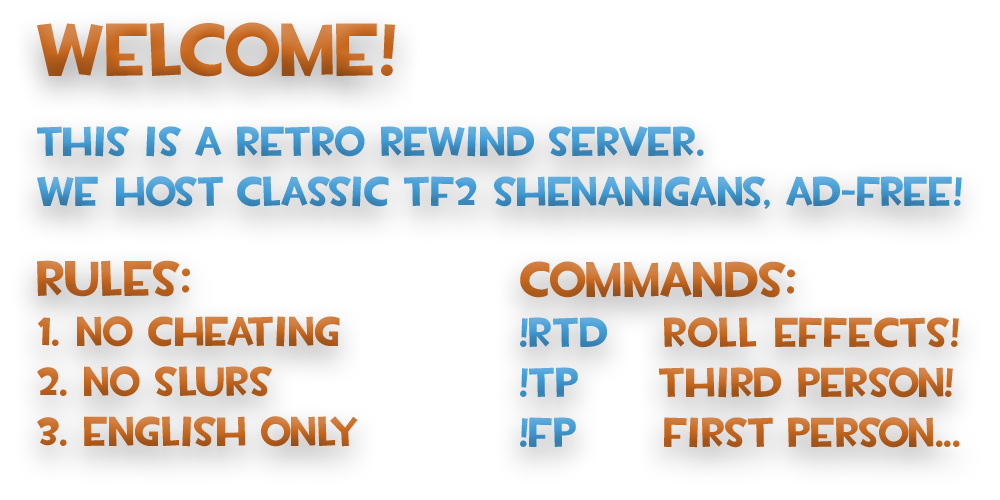 WELCOME!
THIS IS A RETRO REWIND SERVER.
WE HOST CLASSIC TF2 SHENANIGANS, AD-FREE!
RULES:
1. NO CHEATING
2. NO SLURS
3. ENGLISH ONLY
COMMANDS:
!RTD ROLL EFFECTS!
!TP THIRD PERSON!
!FP FIRST PERSON...